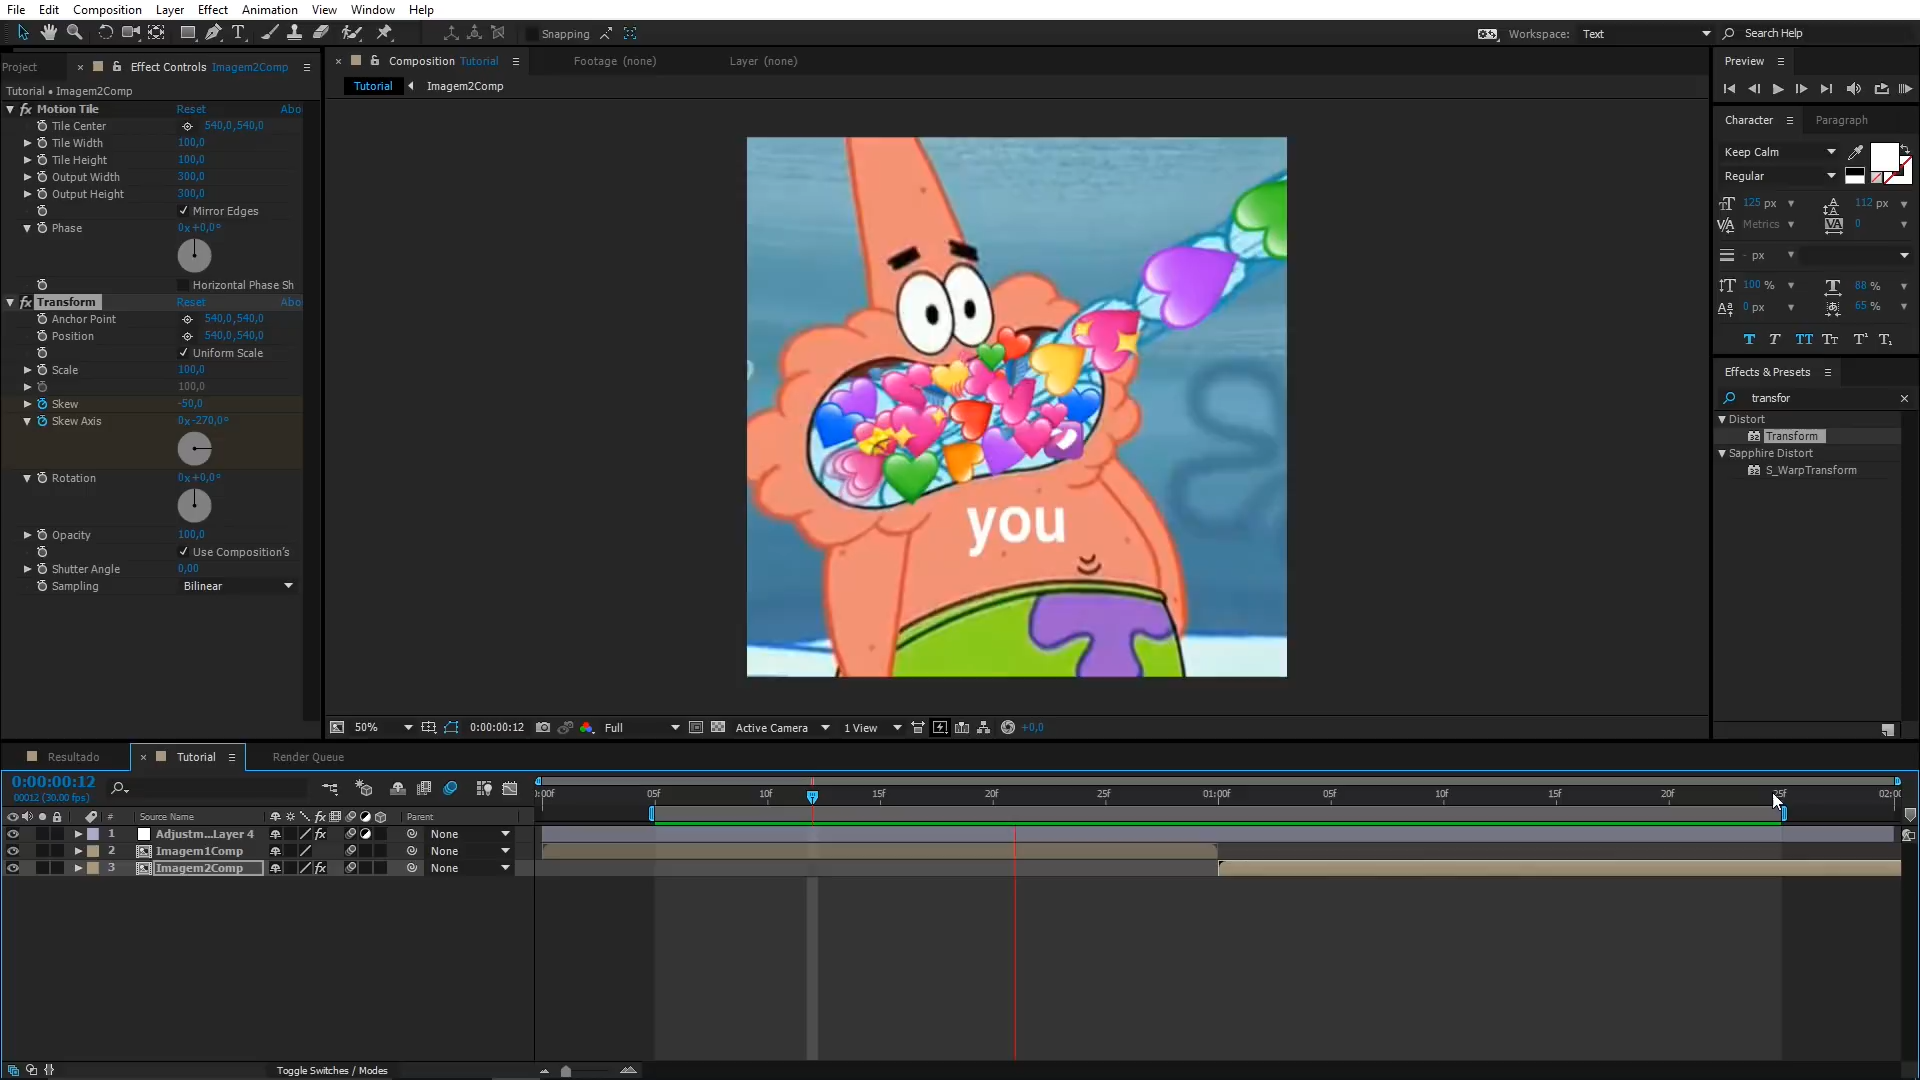 File Edit Composition Layer Effect Animation View Window Help
Snapping
Workspace: Text
Search Help
Project
Effect Controls Imagem2Comp
Tutorial • Imagem2Comp
Motion Tile Reset Abo
Tile Center 540,0,540,0
Tile Width 100,0
Tile Height 100,0
Output Width 300,0
Output Height 300,0
Mirror Edges
Phase 0x+0,0°
Horizontal Phase Sh
Transform Reset Abo
Anchor Point 540,0,540,0
Position 540,0,540,0
Uniform Scale
Scale 100,0
100,0
Skew -50,0
Skew Axis 0x-270,0°
Rotation 0x+0,0°
Opacity 100,0
Use Composition's
Shutter Angle 0,00
Sampling Bilinear
Composition Tutorial
Footage (none)
Layer (none)
Tutorial Imagem2Comp
you
50% 0:00:00:12 Full Active Camera 1 View +0,0
Preview
Character Paragraph
Keep Calm
Regular
125 px 112 px
Metrics 0
- px
100 % 88 %
0 px 65 %
T T TT Tt T¹ T₁
Effects & Presets
transfor
Distort
Transform
Sapphire Distort
S_WarpTransform
Resultado Tutorial Render Queue
0:00:00:12
00012 (30.00 fps)
# Source Name Parent
1 Adjustm...Layer 4 None
2 Imagem1Comp None
3 Imagem2Comp None
:00f 05f 10f 15f 20f 25f 01:00f 05f 10f 15f 20f 25f 02:00
Toggle Switches / Modes